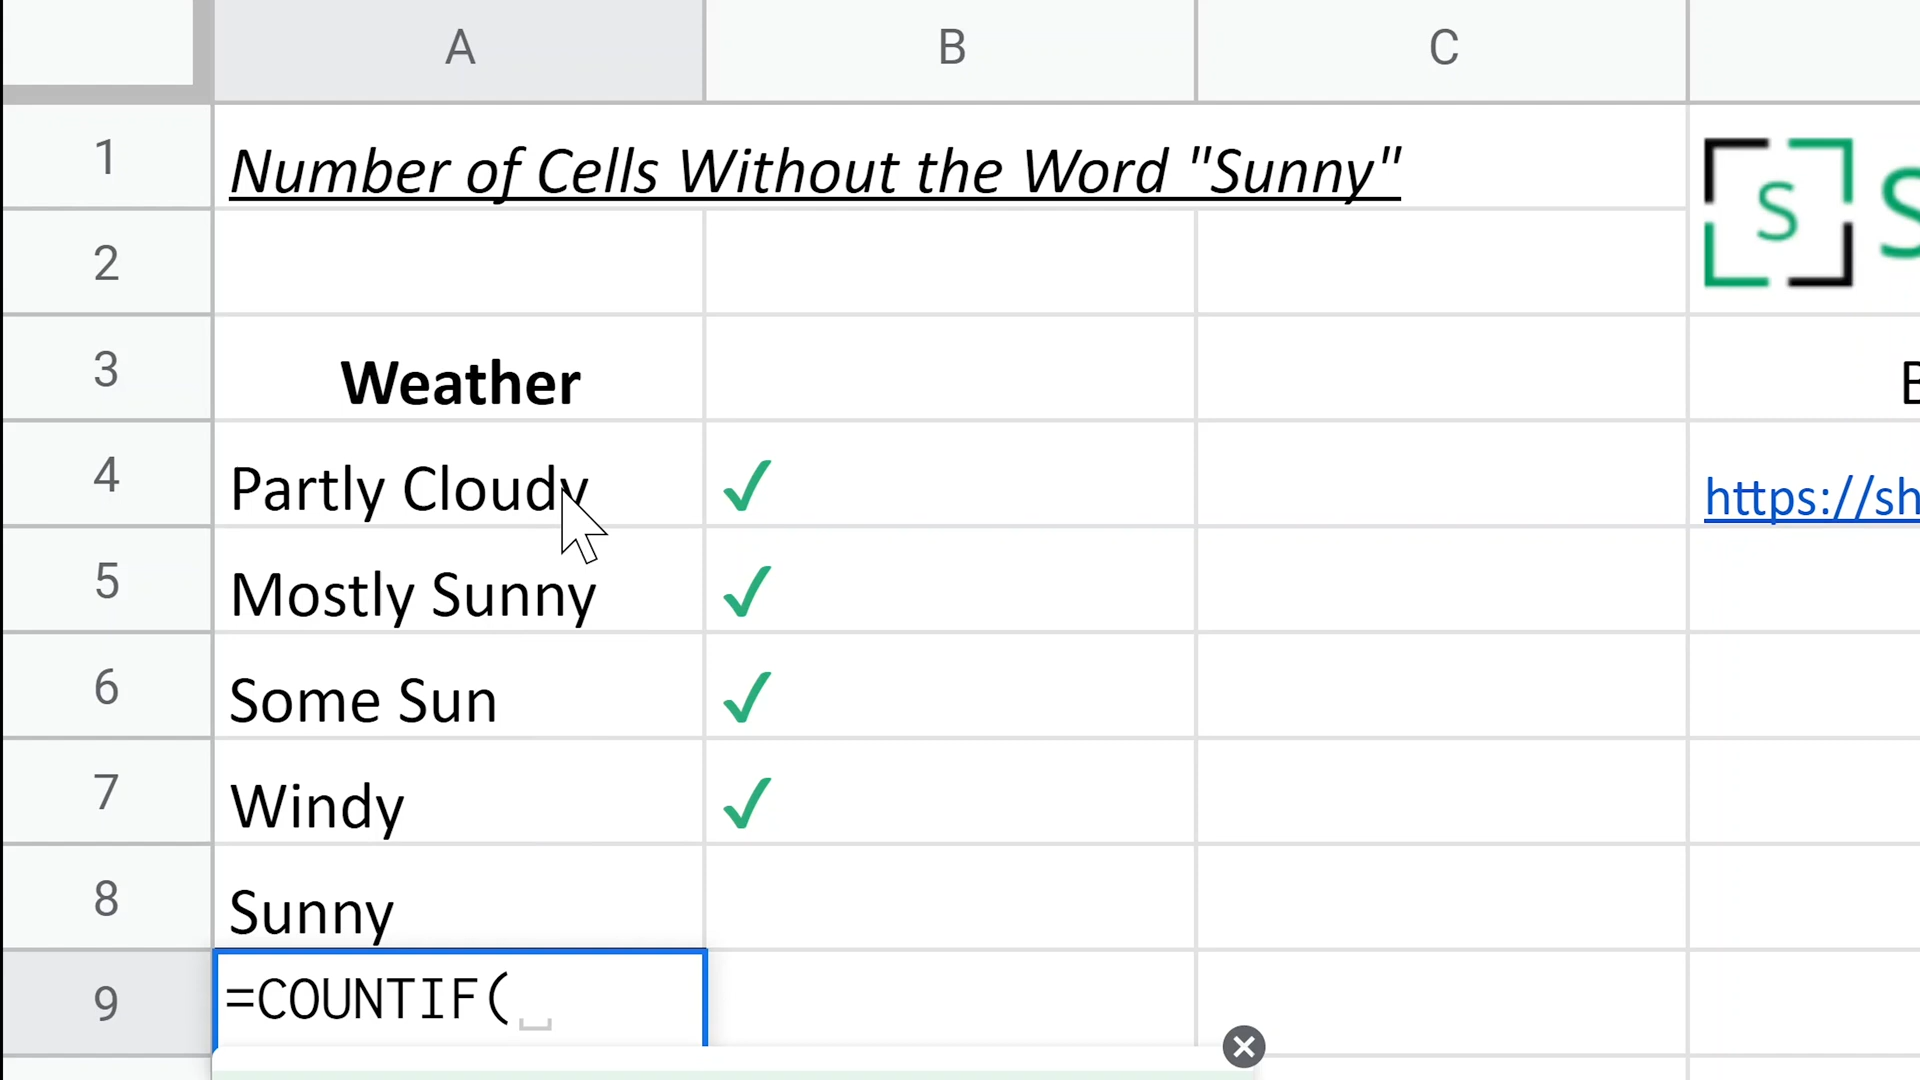 A B C
1 Number of Cells Without the Word "Sunny"
S S
2
3 Weather
4 Partly Cloudy ✓ https://sh
5 Mostly Sunny ✓
6 Some Sun ✓
7 Windy ✓
8 Sunny
9 =COUNTIF(